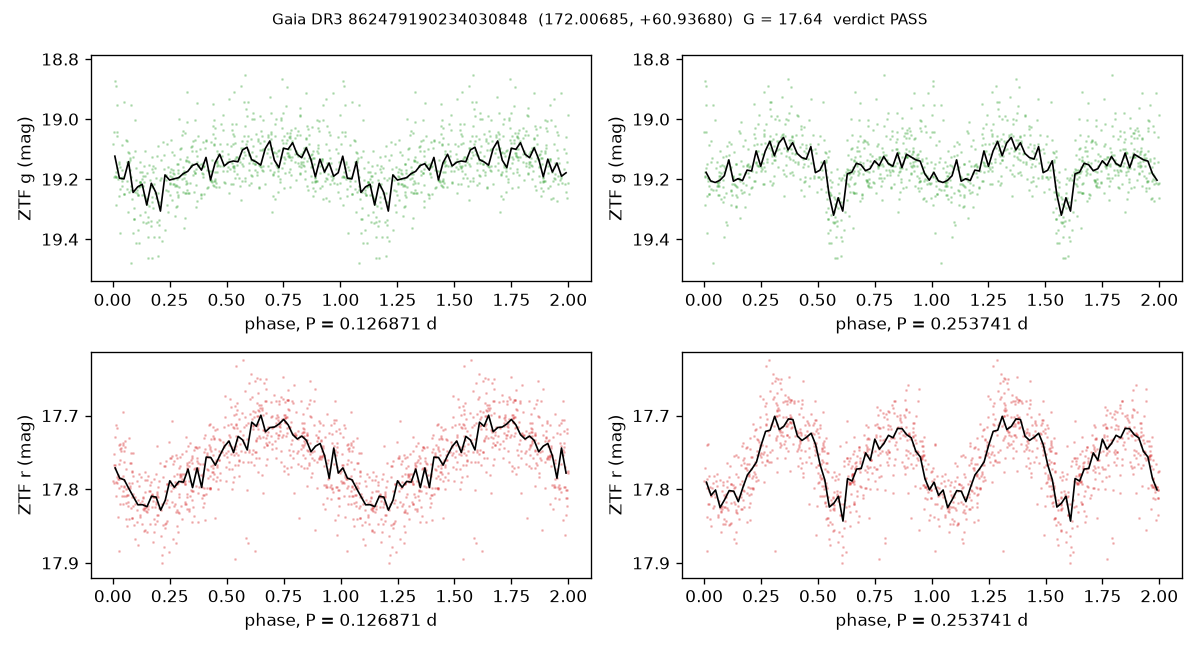 Gaia DR3 862479190234030848 (172.00685, +60.93680) G = 17.64 verdict PASS
18.8
19.0
19.2
19.4
ZTF g (mag)
0.00 0.25 0.50 0.75 1.00 1.25 1.50 1.75 2.00
phase, P = 0.126871 d
18.8
19.0
19.2
19.4
ZTF g (mag)
0.00 0.25 0.50 0.75 1.00 1.25 1.50 1.75 2.00
phase, P = 0.253741 d
17.7
17.8
17.9
ZTF r (mag)
0.00 0.25 0.50 0.75 1.00 1.25 1.50 1.75 2.00
phase, P = 0.126871 d
17.7
17.8
17.9
ZTF r (mag)
0.00 0.25 0.50 0.75 1.00 1.25 1.50 1.75 2.00
phase, P = 0.253741 d